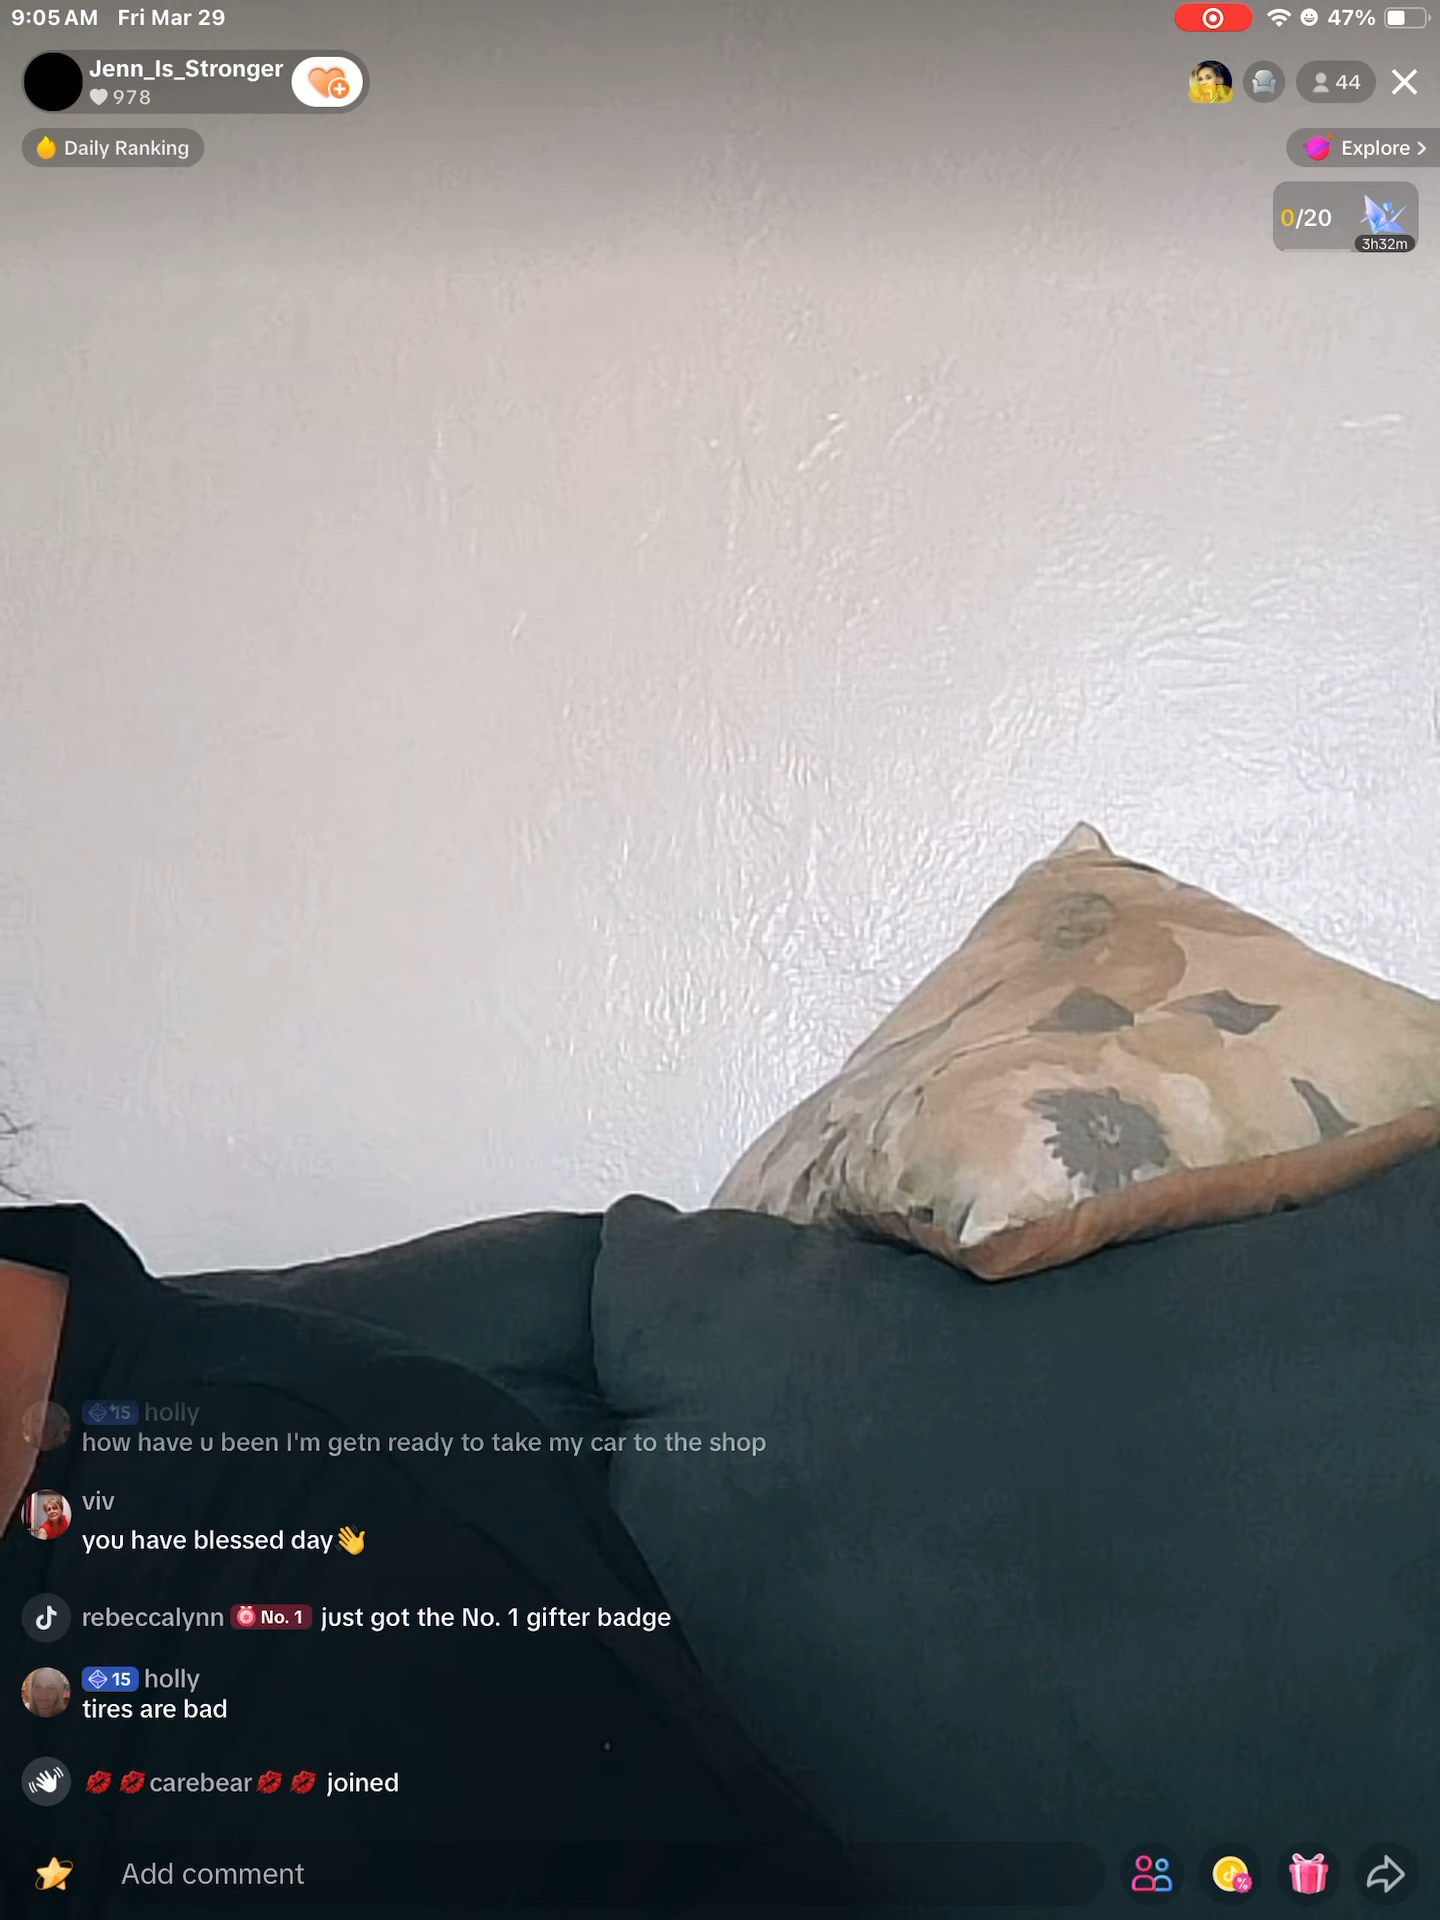 9:05 AM Fri Mar 29
47%
Jenn_Is_Stronger
978
1
44
Daily Ranking
Explore >
0/20
3h32m
15 holly
how have u been I'm getn ready to take my car to the shop
viv
you have blessed day👋
rebeccalynn No. 1 just got the No. 1 gifter badge
15 holly
tires are bad
💋💋carebear💋💋 joined
Add comment